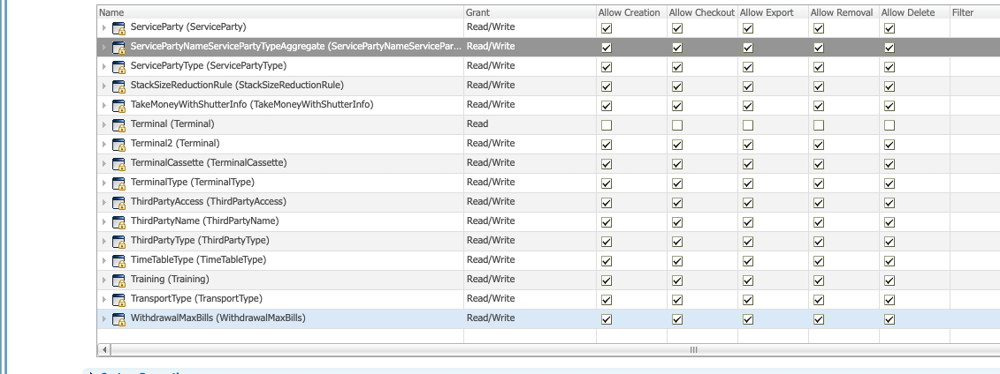 Name Grant Allow Creation Allow Checkout Allow Export Allow Removal Allow Delete Filter
ServiceParty (ServiceParty) Read/Write
ServicePartyNameServicePartyTypeAggregate (ServicePartyNameServicePar... Read/Write
ServicePartyType (ServicePartyType) Read/Write
StackSizeReductionRule (StackSizeReductionRule) Read/Write
TakeMoneyWithShutterInfo (TakeMoneyWithShutterInfo) Read/Write
Terminal (Terminal) Read
Terminal2 (Terminal) Read/Write
TerminalCassette (TerminalCassette) Read/Write
TerminalType (TerminalType) Read/Write
ThirdPartyAccess (ThirdPartyAccess) Read/Write
ThirdPartyName (ThirdPartyName) Read/Write
ThirdPartyType (ThirdPartyType) Read/Write
TimeTableType (TimeTableType) Read/Write
Training (Training) Read/Write
TransportType (TransportType) Read/Write
WithdrawalMaxBills (WithdrawalMaxBills) Read/Write